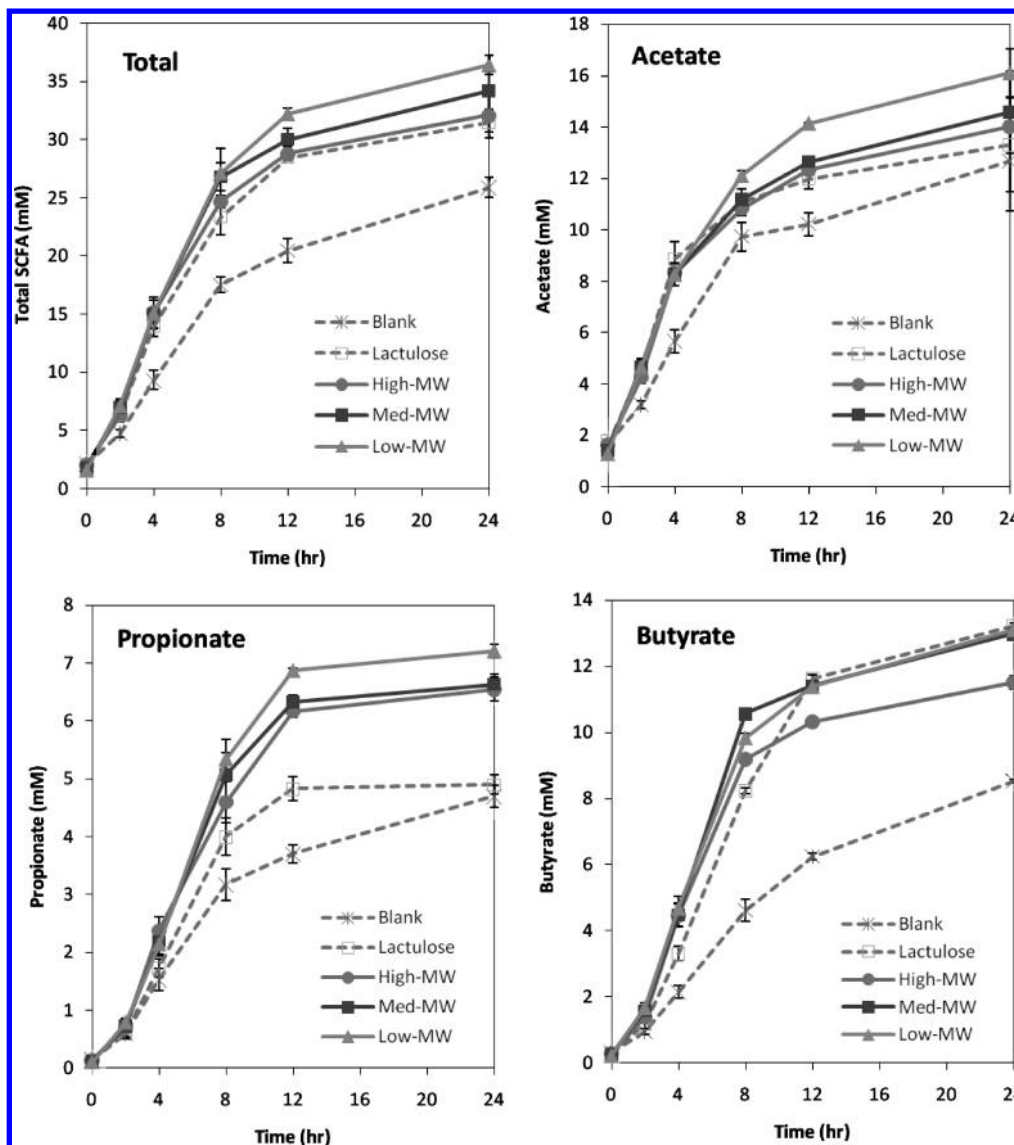 Total
Total SCFA (mM)
40
35
30
25
20
15
10
5
0
0
4
8
12
16
20
24
Time (hr)
Blank
Lactulose
High-MW
Med-MW
Low-MW
Acetate
Acetate (mM)
18
16
14
12
10
8
6
4
2
0
0
4
8
12
16
20
24
Time (hr)
Blank
Lactulose
High-MW
Med-MW
Low-MW
Propionate
Propionate (mM)
8
7
6
5
4
3
2
1
0
0
4
8
12
16
20
24
Time (hr)
Blank
Lactulose
High-MW
Med-MW
Low-MW
Butyrate
Butyrate (mM)
14
12
10
8
6
4
2
0
0
4
8
12
16
20
24
Time (hr)
Blank
Lactulose
High-MW
Med-MW
Low-MW